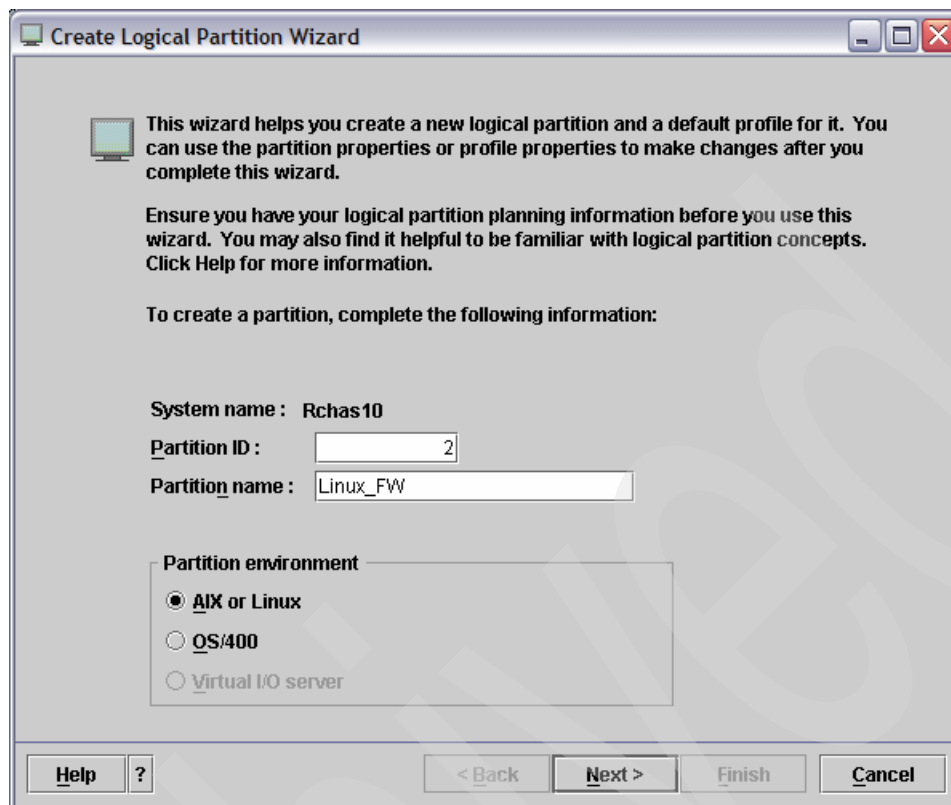 Create Logical Partition Wizard
This wizard helps you create a new logical partition and a default profile for it. You
can use the partition properties or profile properties to make changes after you
complete this wizard.
Ensure you have your logical partition planning information before you use this
wizard. You may also find it helpful to be familiar with logical partition concepts.
Click Help for more information.
To create a partition, complete the following information:
System name : Rchas10
Partition ID : 2
Partition name : Linux_FW
Partition environment
AIX or Linux
OS/400
Virtual I/O server
Help ? < Back Next > Finish Cancel